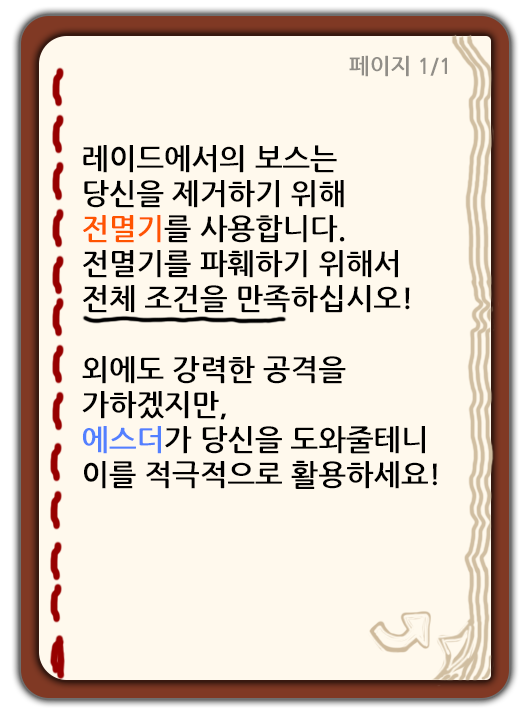 페이지 1/1
레이드에서의 보스는
당신을 제거하기 위해
전멸기를 사용합니다.
전멸기를 파훼하기 위해서
전체 조건을 만족하십시오!
외에도 강력한 공격을
가하겠지만,
에스더가 당신을 도와줄테니
이를 적극적으로 활용하세요!